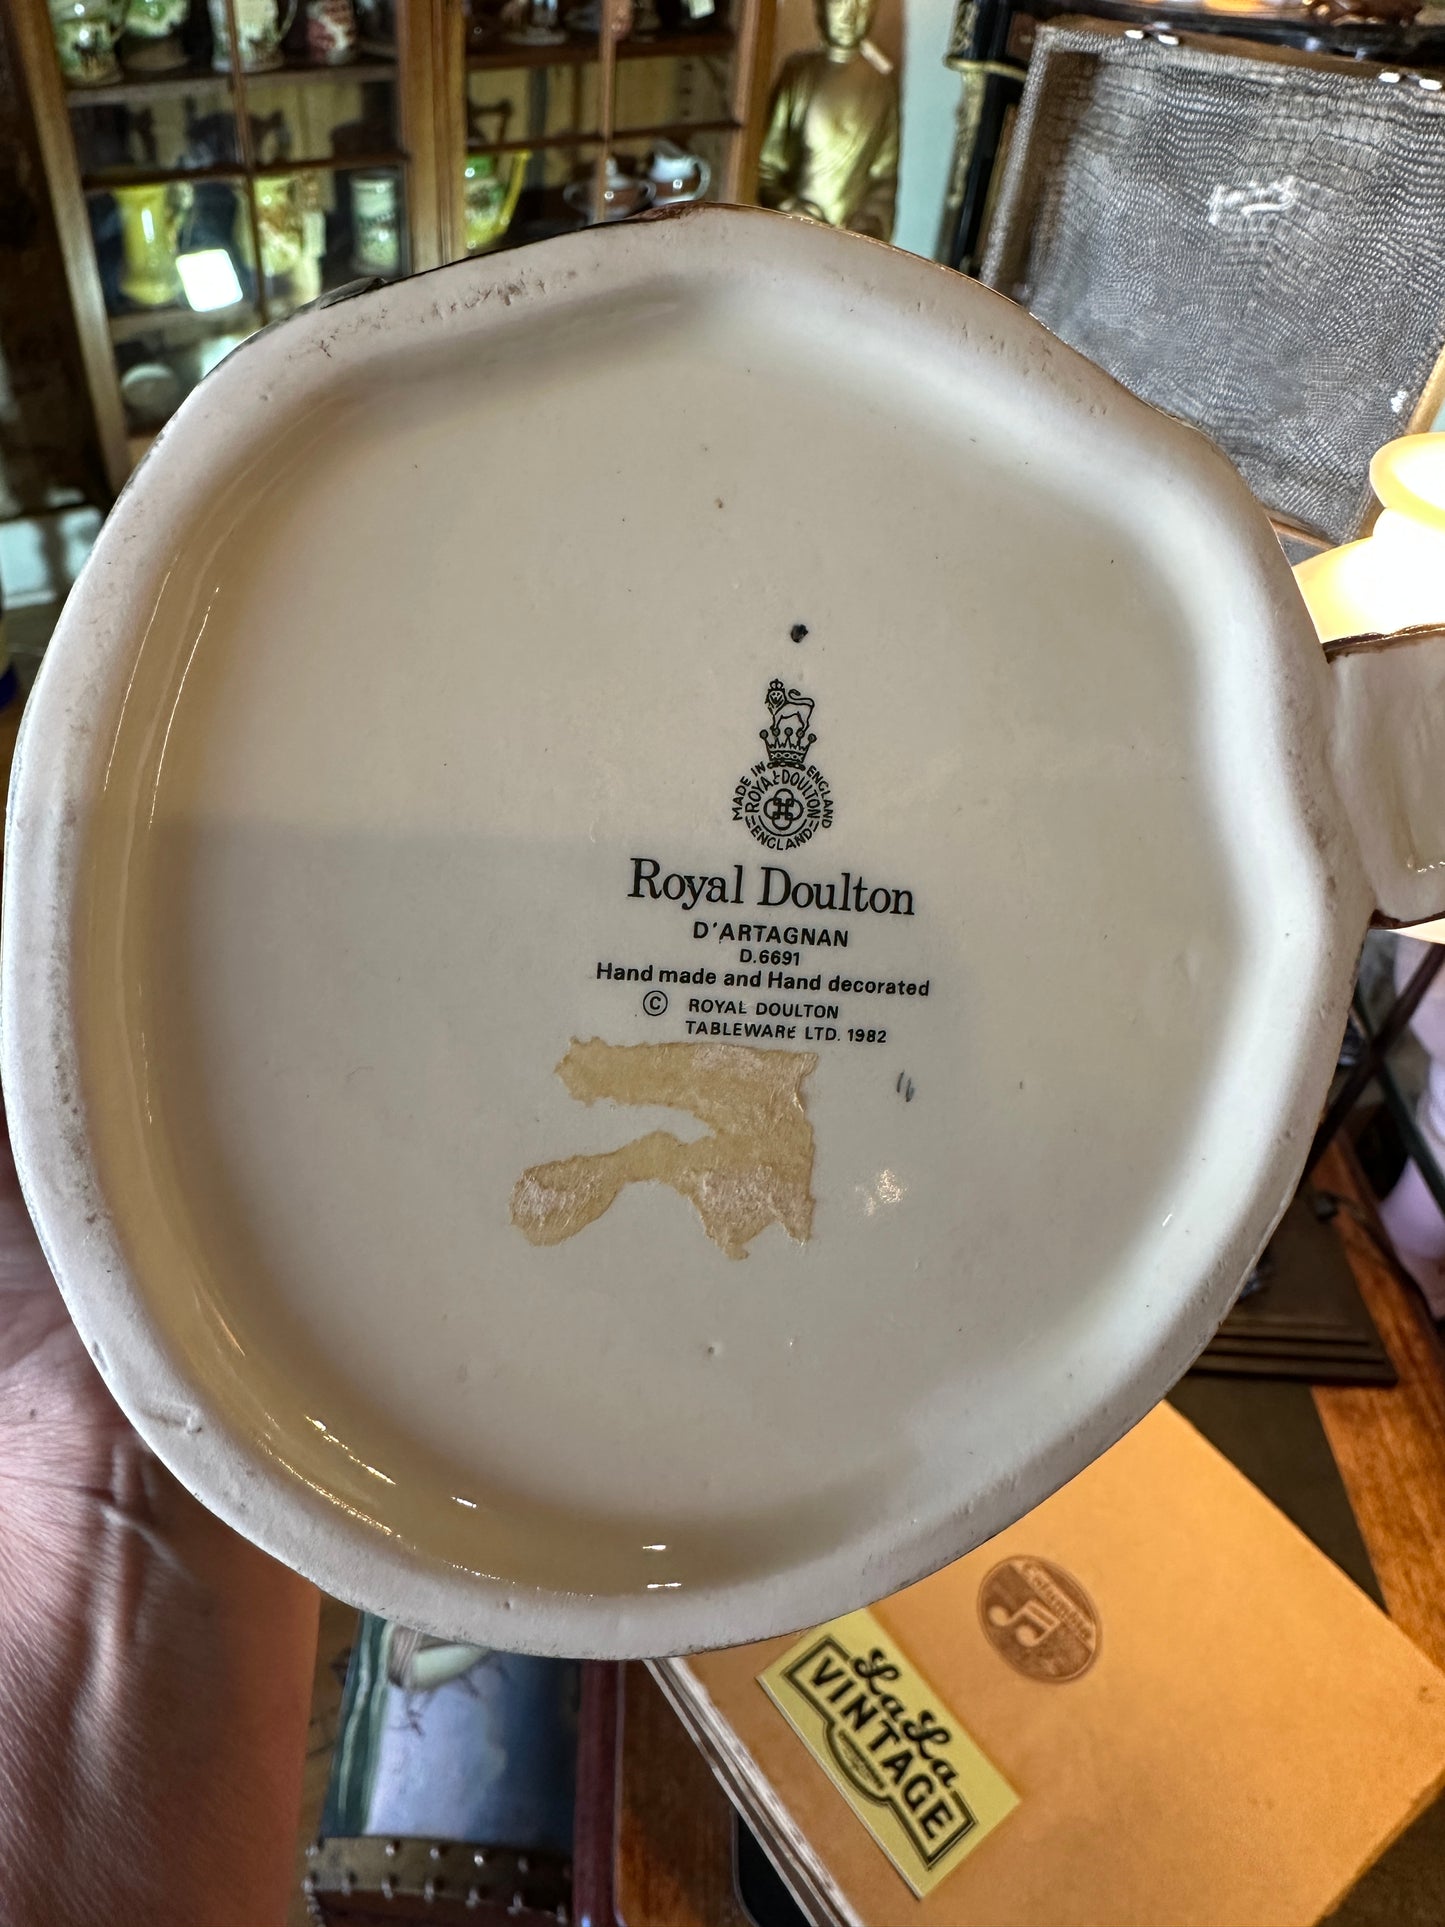 MADE IN ENGLAND
ROYAL DOULTON
ENGLAND
Royal Doulton
D'ARTAGNAN
D.6691
Hand made and Hand decorated
© ROYAL DOULTON
TABLEWARE LTD. 1982
La La
VINTAGE
Columbia